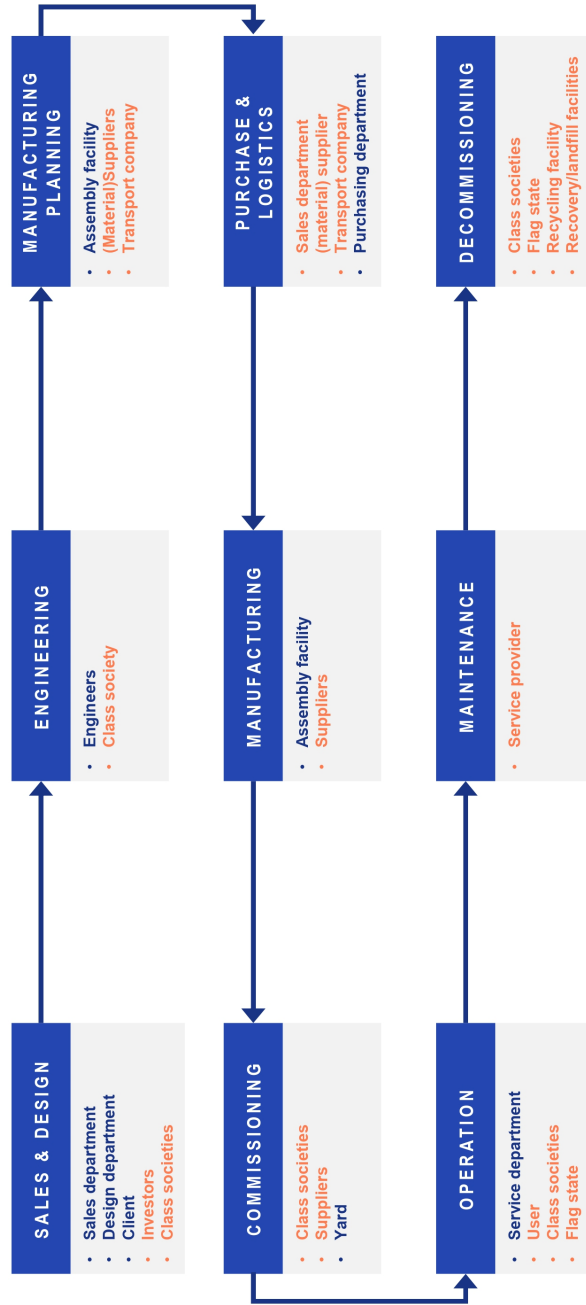 SALES & DESIGN
• Sales department
• Design department
• Client
• Investors
• Class societies
ENGINEERING
• Engineers
• Class society
MANUFACTURING
PLANNING
• Assembly facility
• (Material)Suppliers
• Transport company
PURCHASE &
LOGISTICS
• Sales department
(material) supplier
• Transport company
• Purchasing department
MANUFACTURING
• Assembly facility
• Suppliers
COMMISSIONING
• Class societies
• Suppliers
• Yard
OPERATION
• Service department
• User
• Class societies
• Flag state
MAINTENANCE
• Service provider
DECOMMISSIONING
• Class societies
• Flag state
• Recycling facility
• Recovery/landfill facilities